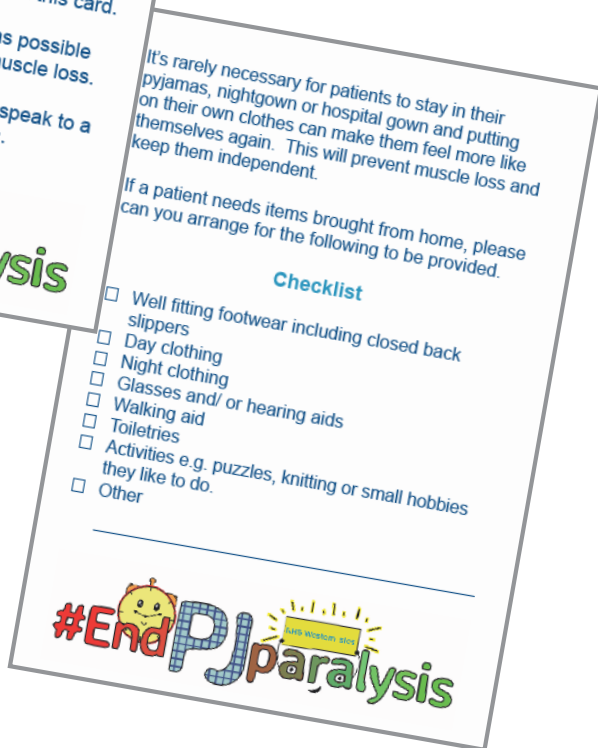 this card.
as possible
muscle loss.
speak to a
ysis
It's rarely necessary for patients to stay in their
pyjamas, nightgown or hospital gown and putting
on their own clothes can make them feel more like
themselves again. This will prevent muscle loss and
keep them independent.
If a patient needs items brought from home, please
can you arrange for the following to be provided.
Checklist
Well fitting footwear including closed back
slippers
Day clothing
Night clothing
Glasses and/ or hearing aids
Walking aid
Toiletries
Activities e.g. puzzles, knitting or small hobbies
they like to do.
Other
#EndPJparalysis
NHS Western Isles